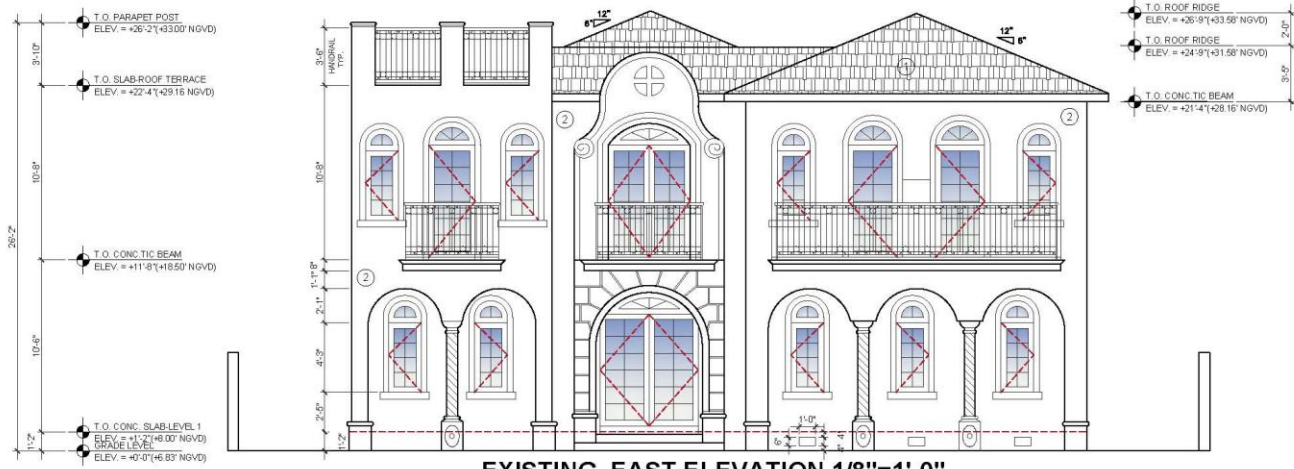 T.O. PARAPET POST
ELEV. = +26'-2"(+33.00' NGVD)
T.O. SLAB-ROOF TERRACE
ELEV. = +22'-4"(+29.16 NGVD)
T.O. CONC.TIC BEAM
ELEV. = +11'-8"(+18.50' NGVD)
T.O. CONC. SLAB-LEVEL 1
ELEV. = +1'-2"(+8.00' NGVD)
GRADE LEVEL
ELEV. = +0'-0"(+6.83' NGVD)
26'-2"
3'-10"
10'-8"
10'-6"
1'-2"
3'-6"
HANDRAIL
TYP.
10'-8"
8"
1'-1"
2'-1"
4'-3"
2'-5"
1'-2"
12"
6"
12"
6"
1
2
2
2
1'-0"
6"
4"
T.O. ROOF RIDGE
ELEV. = +26'-9"(+33.58' NGVD)
T.O. ROOF RIDGE
ELEV. = +24'-9"(+31.58' NGVD)
T.O. CONC.TIC BEAM
ELEV. = +21'-4"(+28.16' NGVD)
2'-0"
3'-5"
EXISTING EAST ELEVATION 1/8"=1'-0"